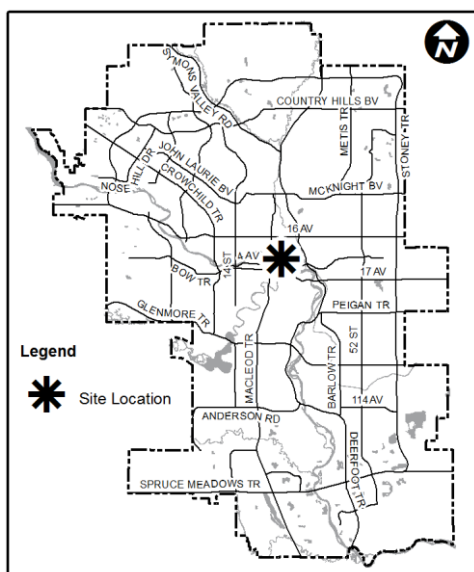 N
SYMONS VALLEY RD
COUNTRY HILLS BV
METIS TR
STONEY TR
JOHN LAURIE BV
NOSE HILL DR
CROWCHILD TR
MCKNIGHT BV
16 AV
14 ST
4 AV
17 AV
BOW TR
PEIGAN TR
GLENMORE TR
52 ST
Legend
Site Location
MACLEOD TR
BARLOW TR
114 AV
ANDERSON RD
DEERFOOT TR
SPRUCE MEADOWS TR